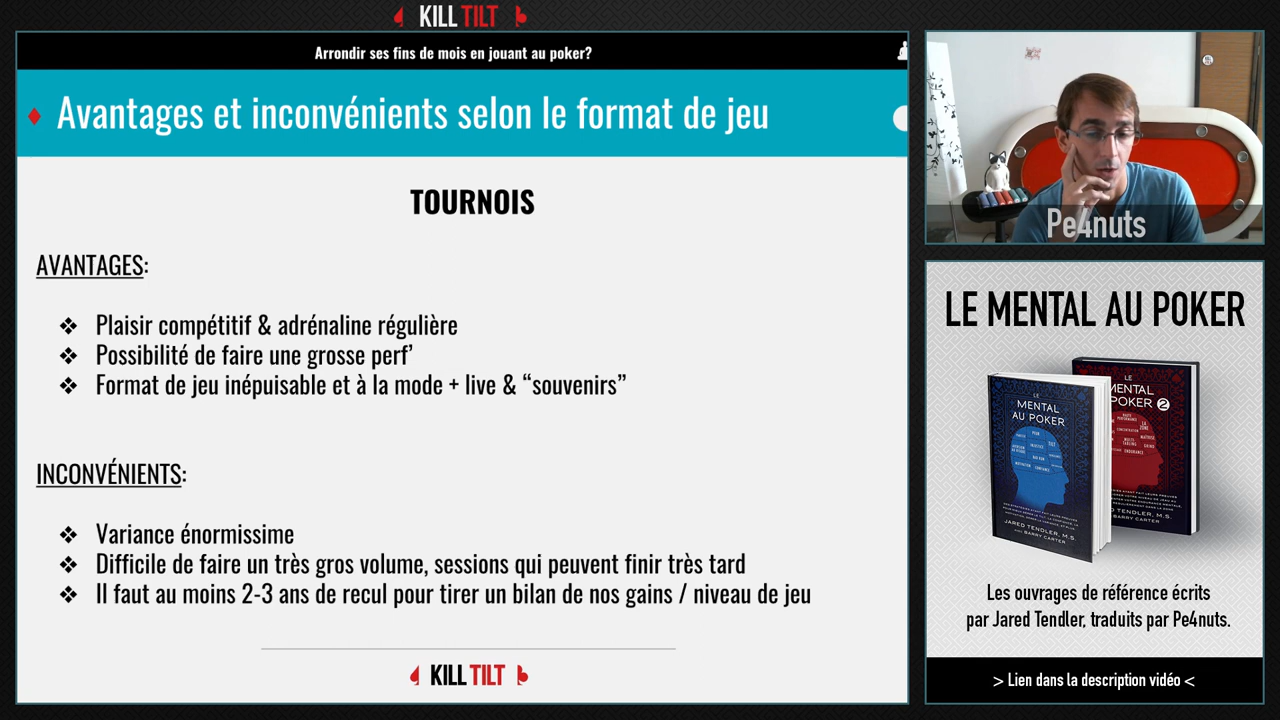 KILL TILT
Arrondir ses fins de mois en jouant au poker?
Avantages et inconvénients selon le format de jeu
TOURNOIS
AVANTAGES:
❖ Plaisir compétitif & adrénaline régulière
❖ Possibilité de faire une grosse perf’
❖ Format de jeu inépuisable et à la mode + live & “souvenirs”
INCONVÉNIENTS:
❖ Variance énormissime
❖ Difficile de faire un très gros volume, sessions qui peuvent finir très tard
❖ Il faut au moins 2-3 ans de recul pour tirer un bilan de nos gains / niveau de jeu
KILL TILT
Pe4nuts
LE MENTAL AU POKER
LE
MENTAL
AU POKER
JARED TENDLER, M.S.
BARRY CARTER
LE
MENTAL
POKER 2
TENDLER, M.S.
BARRY CARTER
Les ouvrages de référence écrits
par Jared Tendler, traduits par Pe4nuts.
> Lien dans la description vidéo <